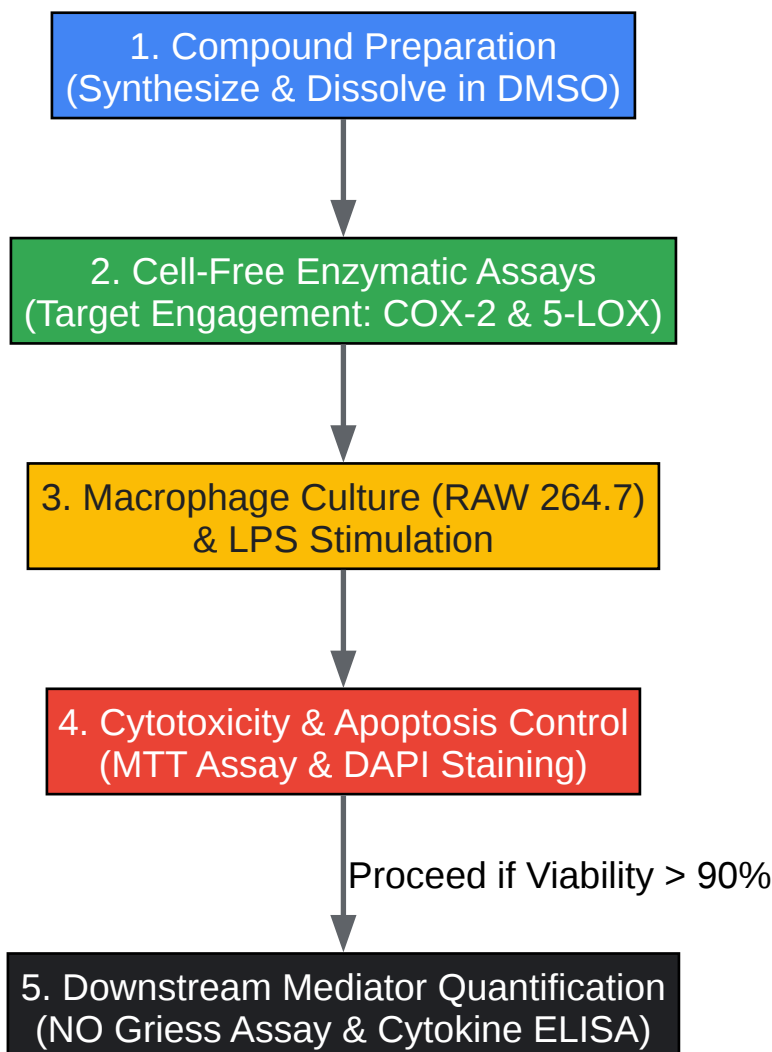 1. Compound Preparation
(Synthesize & Dissolve in DMSO)
2. Cell-Free Enzymatic Assays
(Target Engagement: COX-2 & 5-LOX)
3. Macrophage Culture (RAW 264.7)
& LPS Stimulation
4. Cytotoxicity & Apoptosis Control
(MTT Assay & DAPI Staining)
Proceed if Viability > 90%
5. Downstream Mediator Quantification
(NO Griess Assay & Cytokine ELISA)